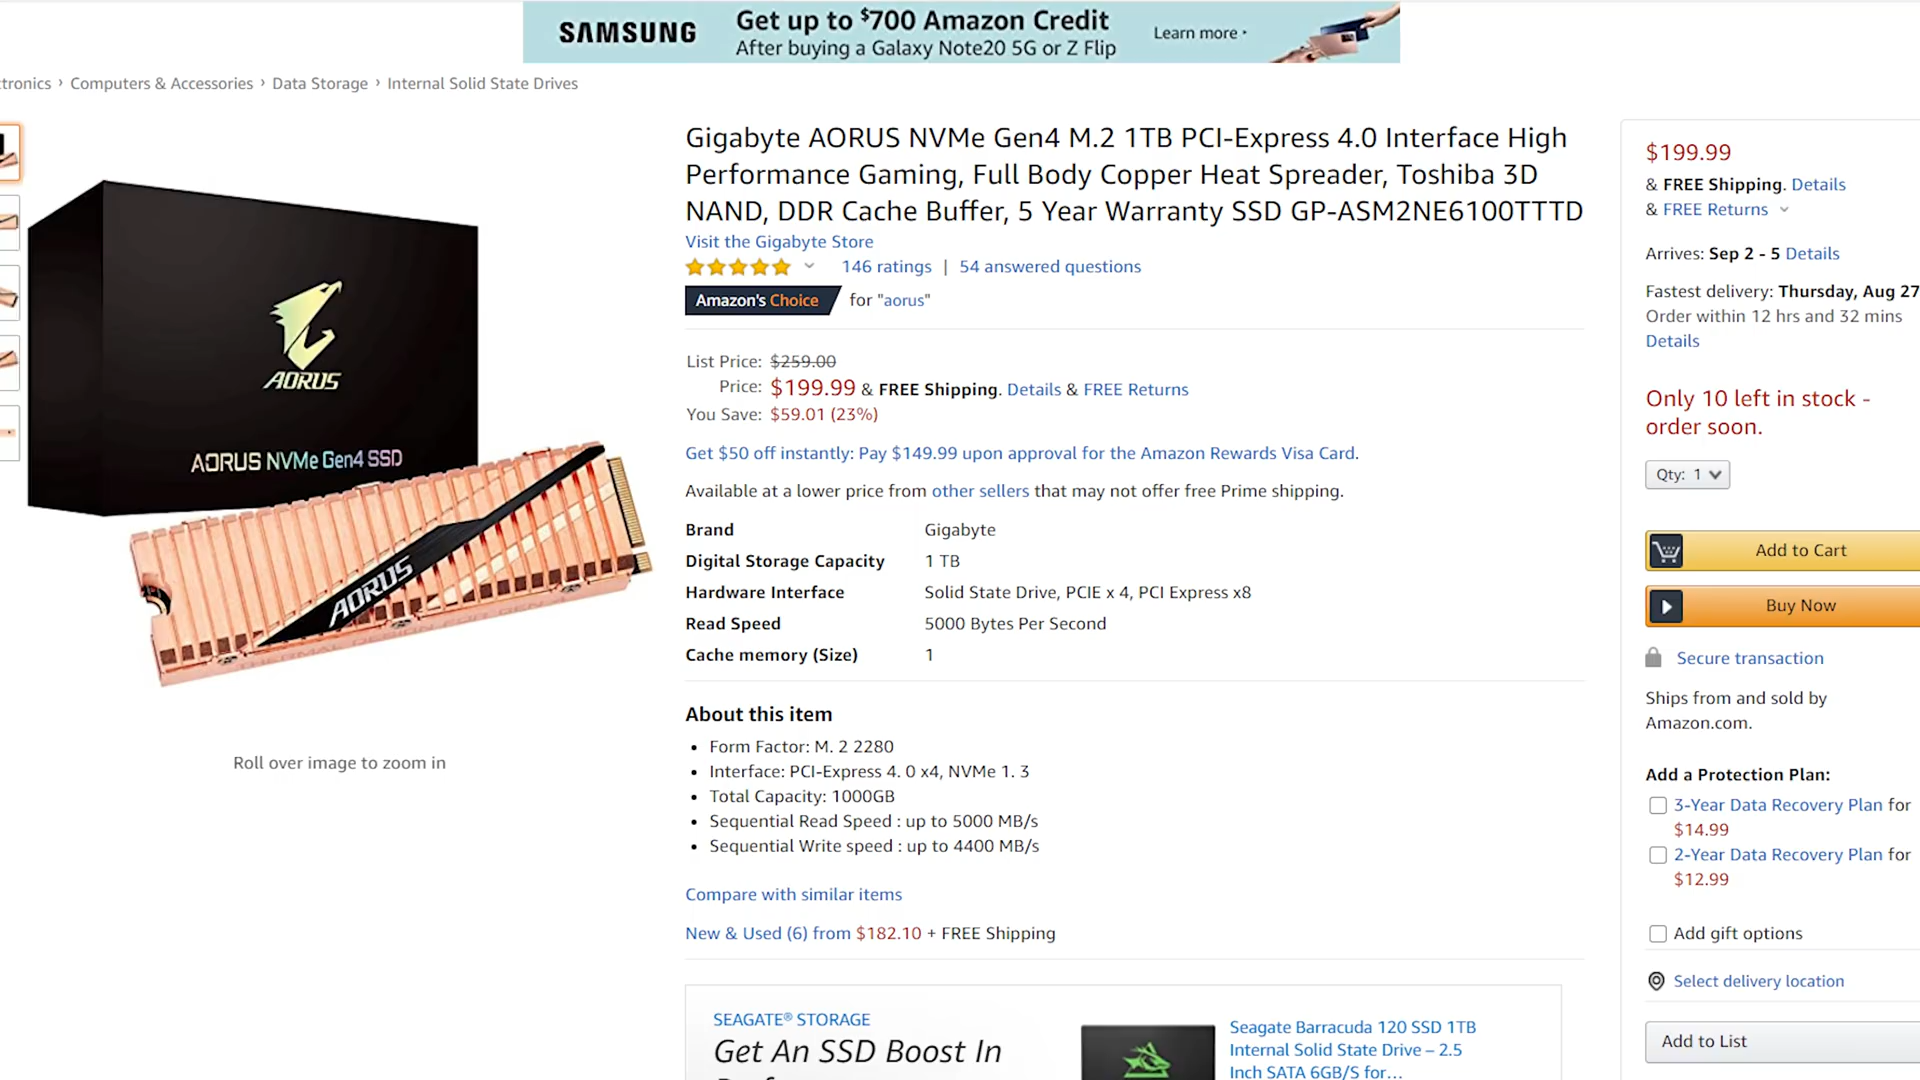 SAMSUNG
Get up to $700 Amazon Credit
After buying a Galaxy Note20 5G or Z Flip
Learn more
tronics › Computers & Accessories › Data Storage › Internal Solid State Drives
Gigabyte AORUS NVMe Gen4 M.2 1TB PCI-Express 4.0 Interface High
Performance Gaming, Full Body Copper Heat Spreader, Toshiba 3D
NAND, DDR Cache Buffer, 5 Year Warranty SSD GP-ASM2NE6100TTTD
Visit the Gigabyte Store
146 ratings | 54 answered questions
Amazon's Choice for "aorus"
List Price: $259.00
Price: $199.99 & FREE Shipping. Details & FREE Returns
You Save: $59.01 (23%)
Get $50 off instantly: Pay $149.99 upon approval for the Amazon Rewards Visa Card.
Available at a lower price from other sellers that may not offer free Prime shipping.
Brand Gigabyte
Digital Storage Capacity 1 TB
Hardware Interface Solid State Drive, PCIE x 4, PCI Express x8
Read Speed 5000 Bytes Per Second
Cache memory (Size) 1
About this item
• Form Factor: M. 2 2280
• Interface: PCI-Express 4. 0 x4, NVMe 1. 3
• Total Capacity: 1000GB
• Sequential Read Speed : up to 5000 MB/s
• Sequential Write speed : up to 4400 MB/s
Compare with similar items
New & Used (6) from $182.10 + FREE Shipping
SEAGATE® STORAGE
Get An SSD Boost In
Seagate Barracuda 120 SSD 1TB
Internal Solid State Drive – 2.5
Inch SATA 6GB/S for…
AORUS
AORUS NVMe Gen4 SSD
AORUS
THERMAL DESIGN FOR GEN4
Roll over image to zoom in
$199.99
& FREE Shipping. Details
& FREE Returns
Arrives: Sep 2 - 5 Details
Fastest delivery: Thursday, Aug 27
Order within 12 hrs and 32 mins
Details
Only 10 left in stock -
order soon.
Qty: 1
Add to Cart
Buy Now
Secure transaction
Ships from and sold by
Amazon.com.
Add a Protection Plan:
3-Year Data Recovery Plan for
$14.99
2-Year Data Recovery Plan for
$12.99
Add gift options
Select delivery location
Add to List